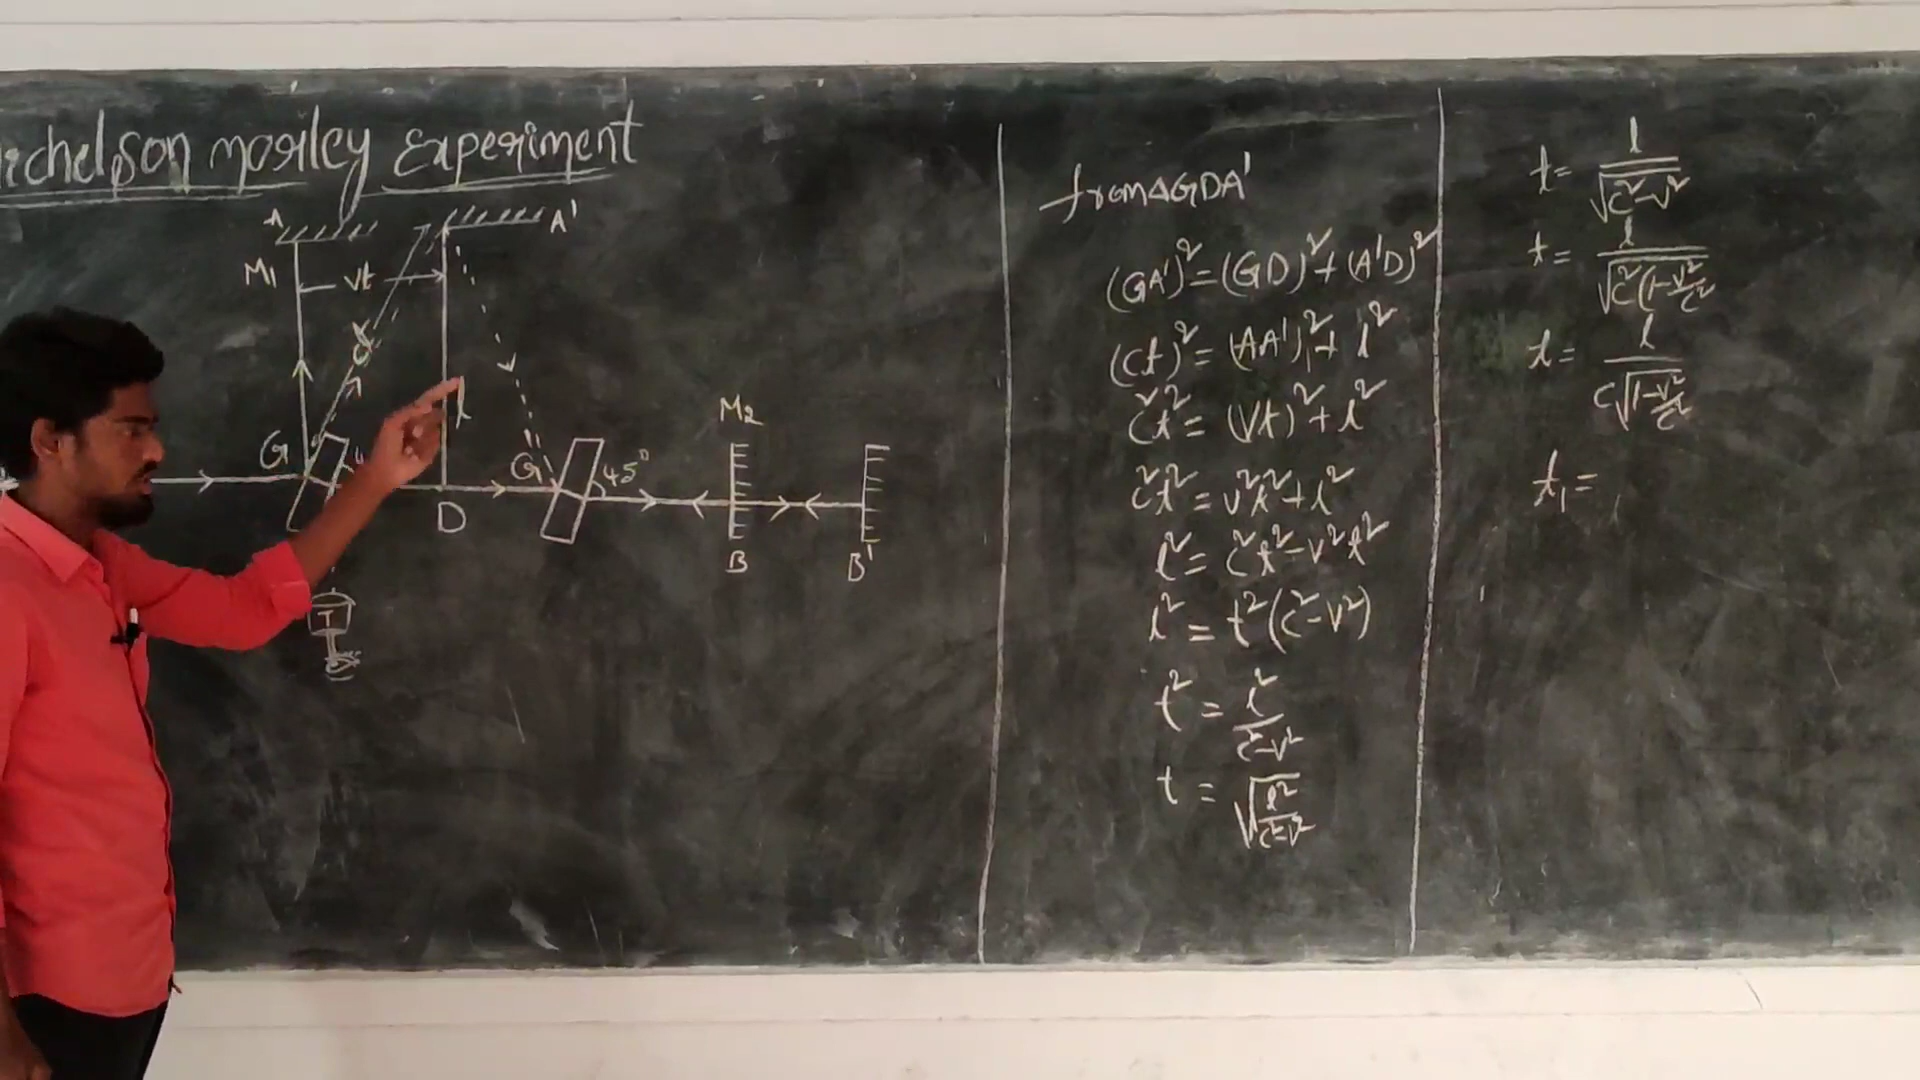 ichelson morley Experiment
A
A'
M₁
vt
ct
l
G
G'
45°
M₂
D
B
B'
T
from ΔGDA'
(GA')² = (GD)² + (A'D)²
(ct)² = (AA')² + l²
c²t² = (vt)² + l²
c²t² = v²t² + l²
l² = c²t² - v²t²
l² = t²(c² - v²)
t² = l²/c²-v²
t = √l²/c²-v²
t = l/√c²-v²
t = l/√c²(1-v²/c²
t = l/c√1-v²/c²
t₁ =